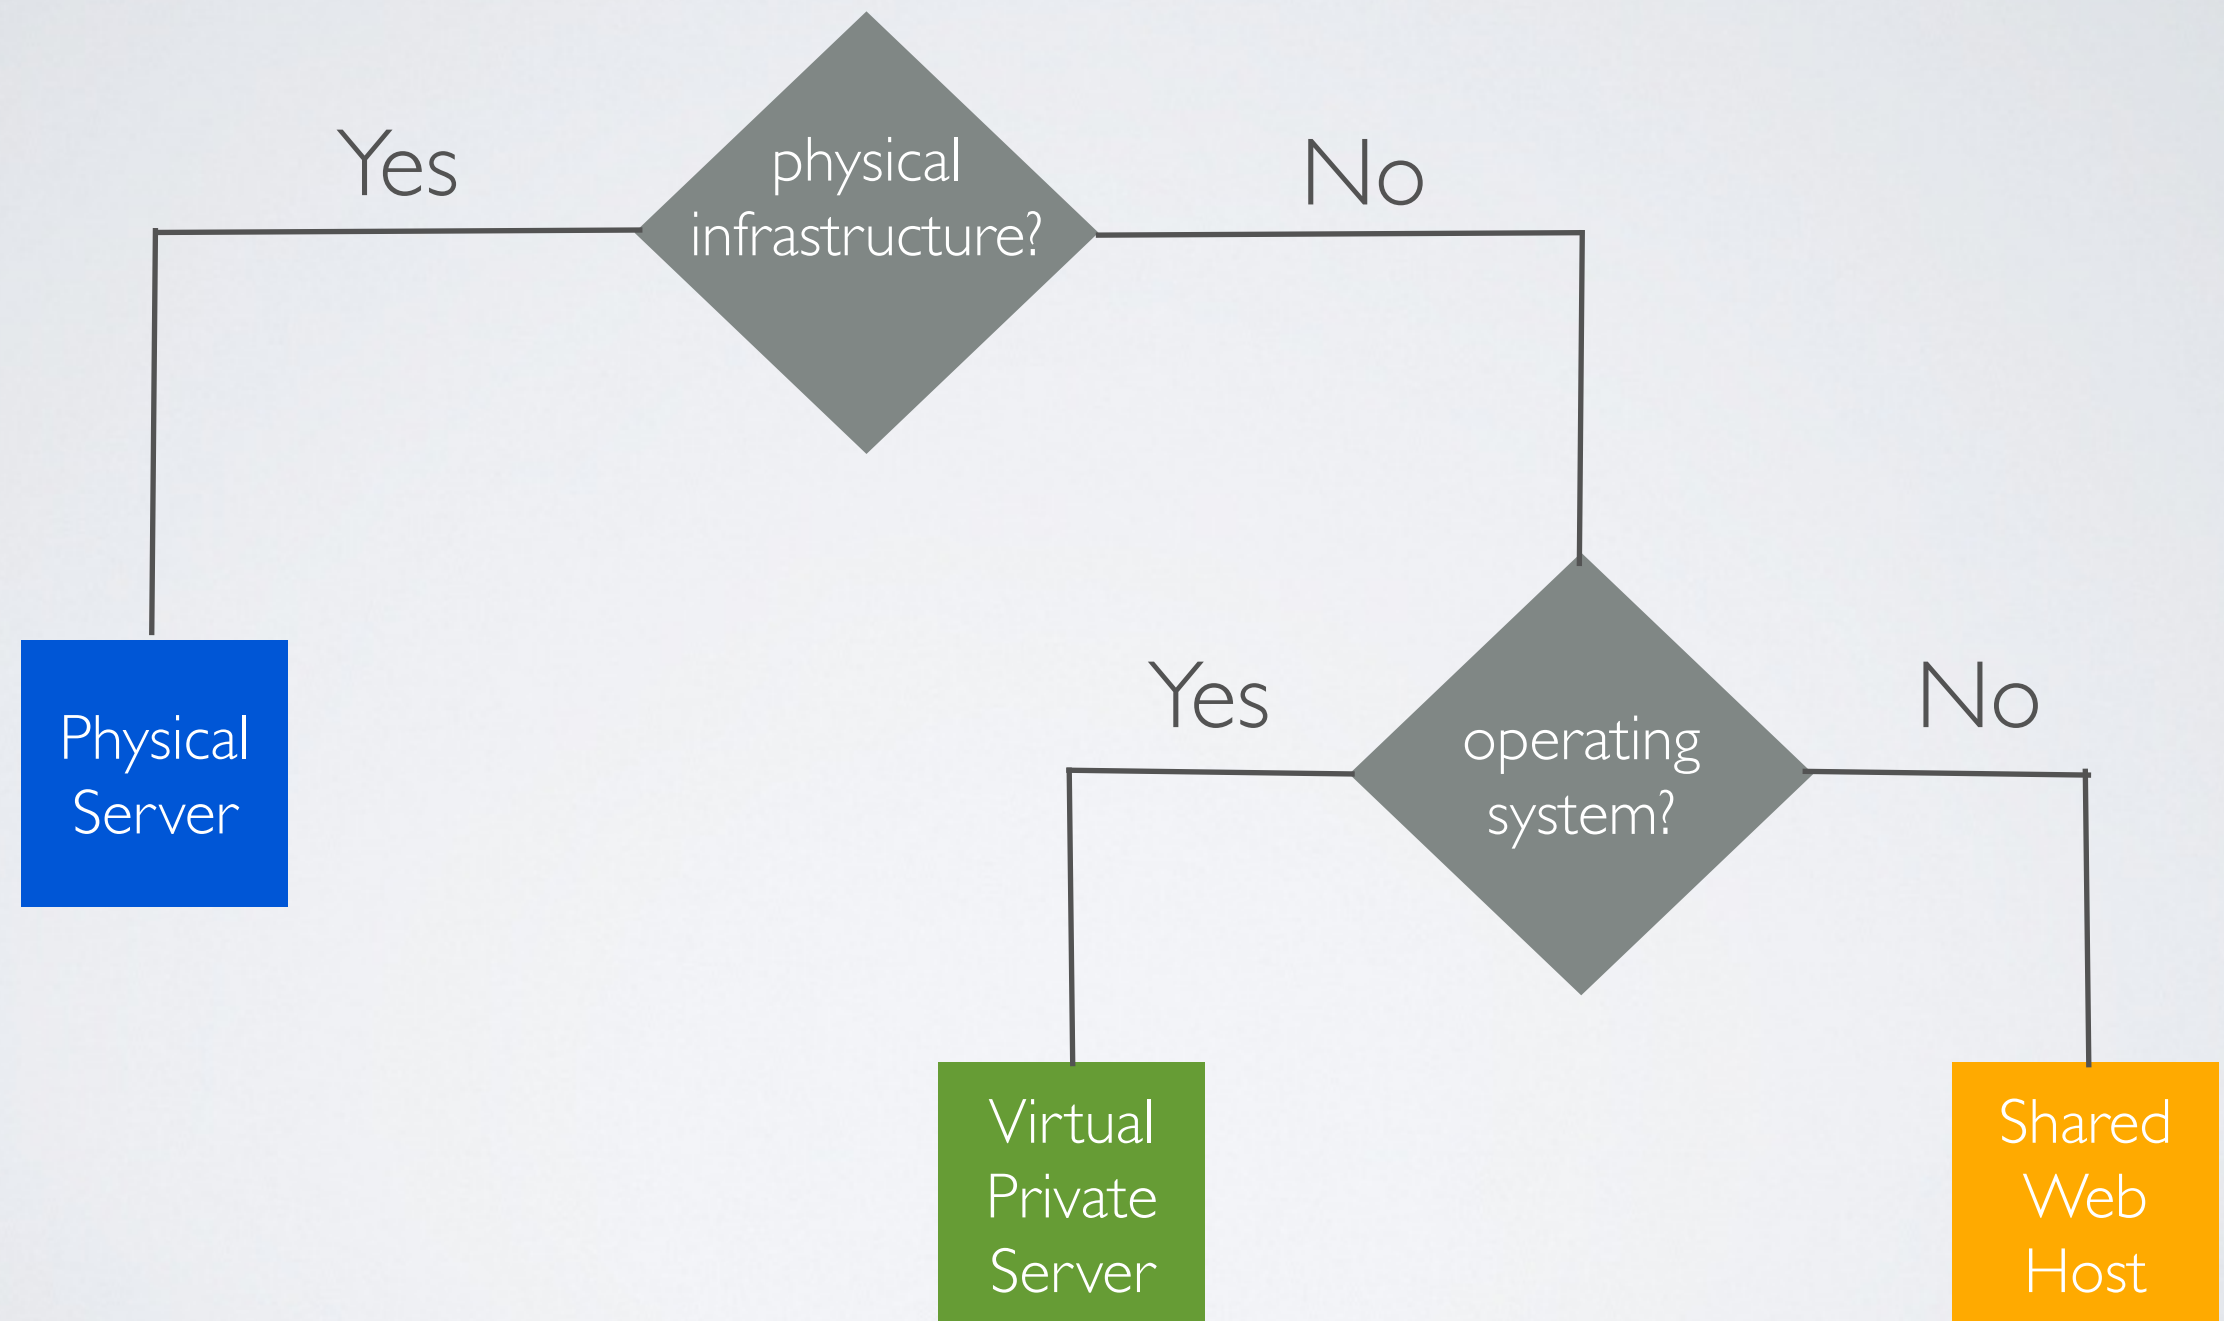 Yes
physical
infrastructure?
No
Physical
Server
Yes
operating
system?
No
Virtual
Private
Server
Shared
Web
Host